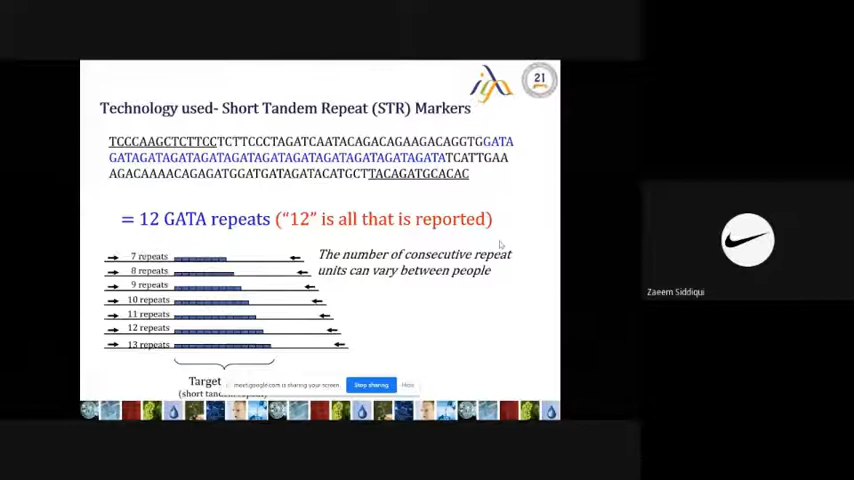 21
Technology used- Short Tandem Repeat (STR) Markers
TCCCAAGCTCTTCCTCTTCCCTAGATCAATACAGACAGAAGACAGGTGGATA
GATAGATAGATAGATAGATAGATAGATAGATAGATAGATAGATATCATTGAA
AGACAAAACAGAGATGGATGATAGATACATGCTTACAGATGCACAC
= 12 GATA repeats ("12" is all that is reported)
7 repeats
The number of consecutive repeat
8 repeats
units can vary between people
9 repeats
10 repeats
11 repeats
12 repeats
13 repeats
Target
(short tandem
meet.google.com is sharing your screen.
Stop sharing
Hide
Zaeem Siddiqui